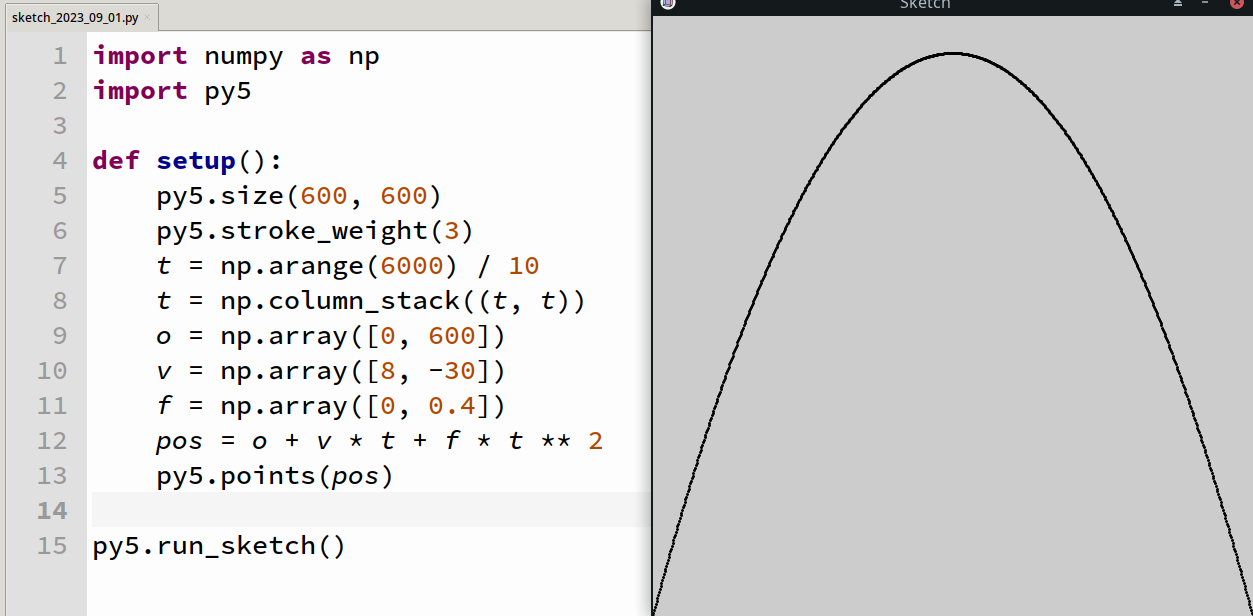 sketch_2023_09_01.py
Sketch
1 import numpy as np
2 import py5
3
4 def setup():
5     py5.size(600, 600)
6     py5.stroke_weight(3)
7     t = np.arange(6000) / 10
8     t = np.column_stack((t, t))
9     o = np.array([0, 600])
10     v = np.array([8, -30])
11     f = np.array([0, 0.4])
12     pos = o + v * t + f * t ** 2
13     py5.points(pos)
14
15 py5.run_sketch()